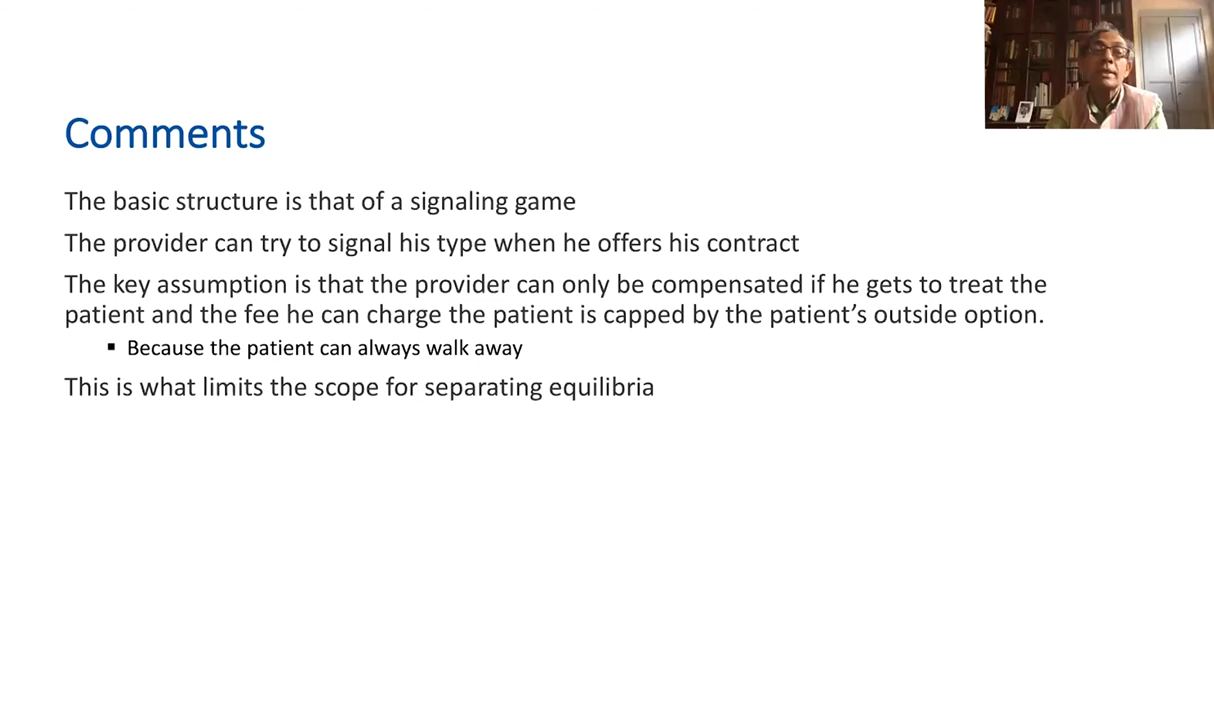 Comments
The basic structure is that of a signaling game
The provider can try to signal his type when he offers his contract
The key assumption is that the provider can only be compensated if he gets to treat the
patient and the fee he can charge the patient is capped by the patient’s outside option.
▪ Because the patient can always walk away
This is what limits the scope for separating equilibria